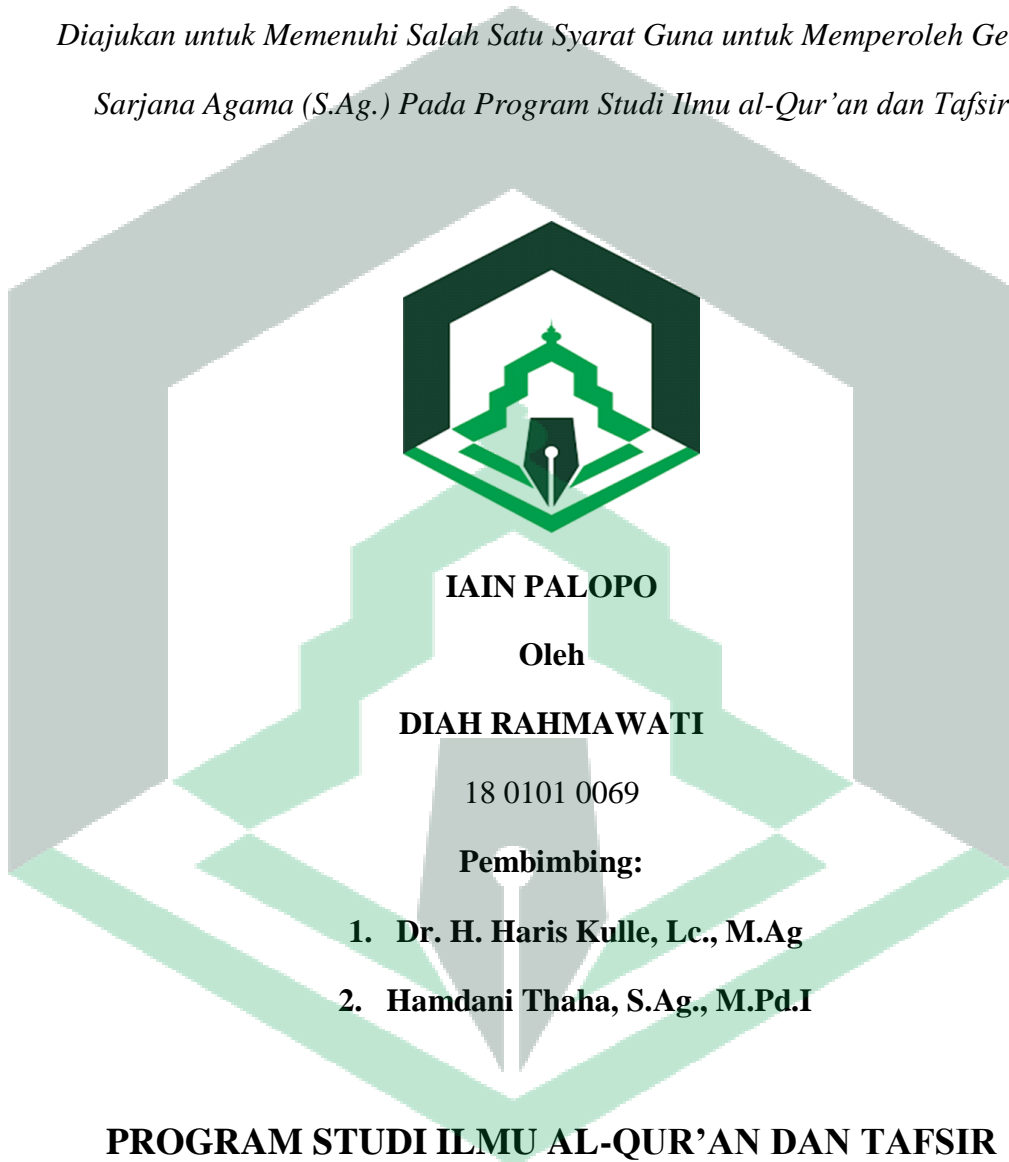 Diajukan untuk Memenuhi Salah Satu Syarat Guna untuk Memperoleh Ge
Sarjana Agama (S.Ag.) Pada Program Studi Ilmu al-Qur’an dan Tafsir
IAIN PALOPO
Oleh
DIAH RAHMAWATI
18 0101 0069
Pembimbing:
1. Dr. H. Haris Kulle, Lc., M.Ag
2. Hamdani Thaha, S.Ag., M.Pd.I
PROGRAM STUDI ILMU AL-QUR’AN DAN TAFSIR